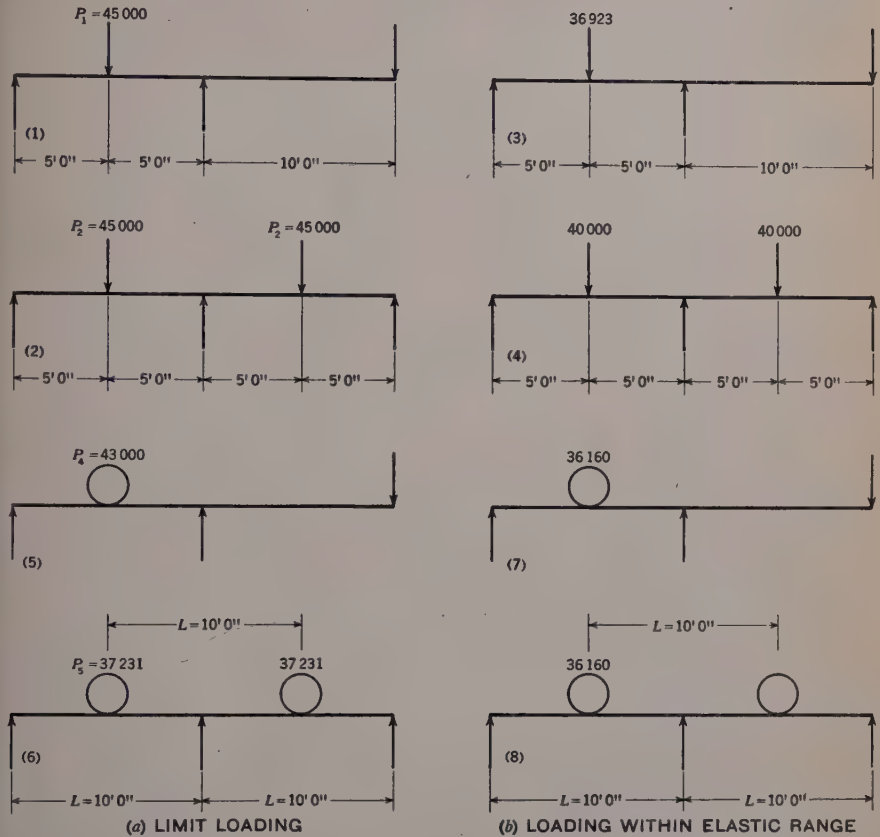 P₁ = 45 000
36 923
(1)
(3)
5' 0"
5' 0"
10' 0"
5' 0"
5' 0"
10' 0"
P₂ = 45 000
P₂ = 45 000
40 000
40 000
(2)
(4)
5' 0"
5' 0"
5' 0"
5' 0"
5' 0"
5' 0"
5' 0"
5' 0"
P₄ = 43 000
36 160
(5)
(7)
L = 10' 0"
L = 10' 0"
P₅ = 37 231
37 231
36 160
(6)
(8)
L = 10' 0"
L = 10' 0"
L = 10' 0"
L = 10' 0"
(a) LIMIT LOADING
(b) LOADING WITHIN ELASTIC RANGE